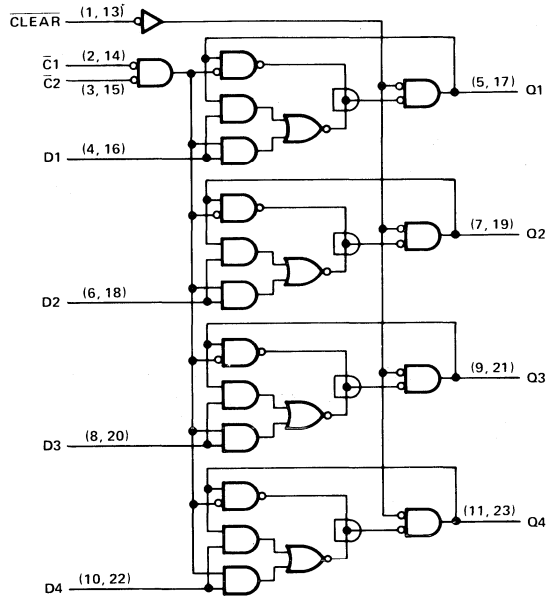 CLEAR (1, 13)
C1 (2, 14)
C2 (3, 15)
(5, 17) Q1
D1 (4, 16)
(7, 19) Q2
D2 (6, 18)
(9, 21) Q3
D3 (8, 20)
(11, 23) Q4
D4 (10, 22)